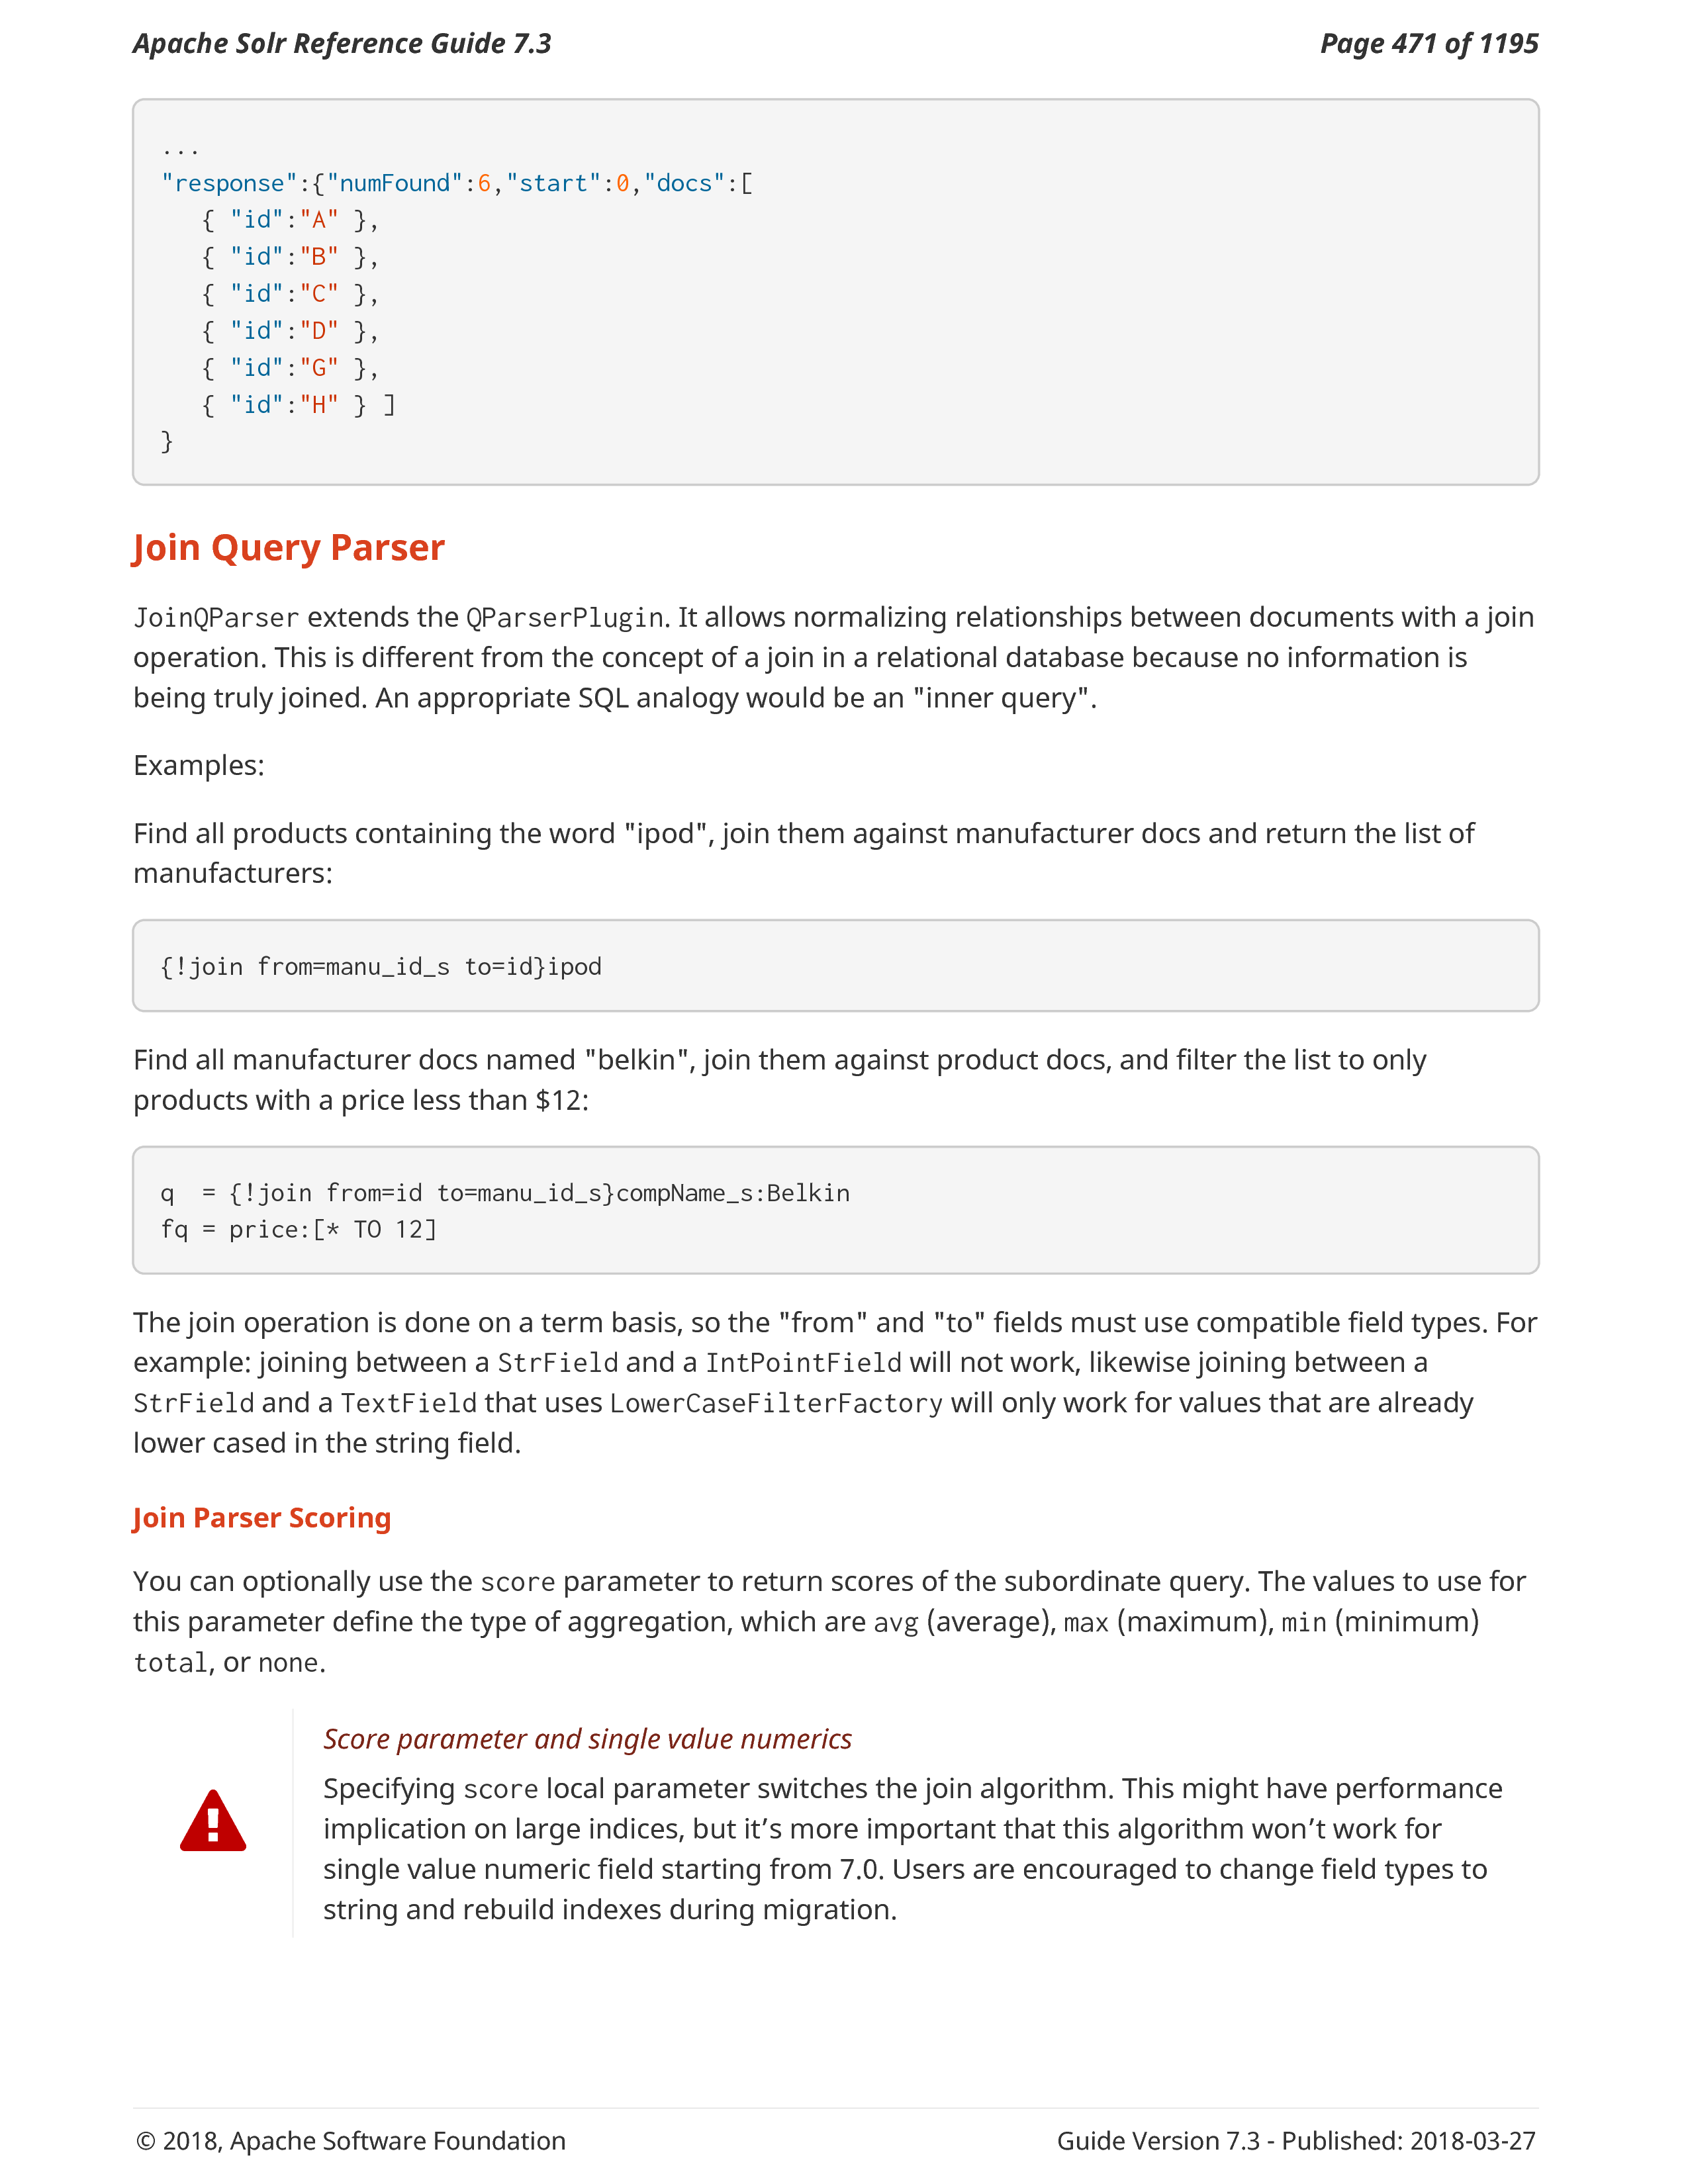 Apache Solr Reference Guide 7.3
Page 471 of 1195
...
"response":{"numFound":6,"start":0,"docs":[
   { "id":"A" },
   { "id":"B" },
   { "id":"C" },
   { "id":"D" },
   { "id":"G" },
   { "id":"H" } ]
}
Join Query Parser
JoinQParser extends the QParserPlugin. It allows normalizing relationships between documents with a join
operation. This is different from the concept of a join in a relational database because no information is
being truly joined. An appropriate SQL analogy would be an "inner query".
Examples:
Find all products containing the word "ipod", join them against manufacturer docs and return the list of
manufacturers:
{!join from=manu_id_s to=id}ipod
Find all manufacturer docs named "belkin", join them against product docs, and filter the list to only
products with a price less than $12:
q  = {!join from=id to=manu_id_s}compName_s:Belkin
fq = price:[* TO 12]
The join operation is done on a term basis, so the "from" and "to" fields must use compatible field types. For
example: joining between a StrField and a IntPointField will not work, likewise joining between a
StrField and a TextField that uses LowerCaseFilterFactory will only work for values that are already
lower cased in the string field.
Join Parser Scoring
You can optionally use the score parameter to return scores of the subordinate query. The values to use for
this parameter define the type of aggregation, which are avg (average), max (maximum), min (minimum)
total, or none.
Score parameter and single value numerics
Specifying score local parameter switches the join algorithm. This might have performance
implication on large indices, but it’s more important that this algorithm won’t work for
single value numeric field starting from 7.0. Users are encouraged to change field types to
string and rebuild indexes during migration.
© 2018, Apache Software Foundation
Guide Version 7.3 - Published: 2018-03-27